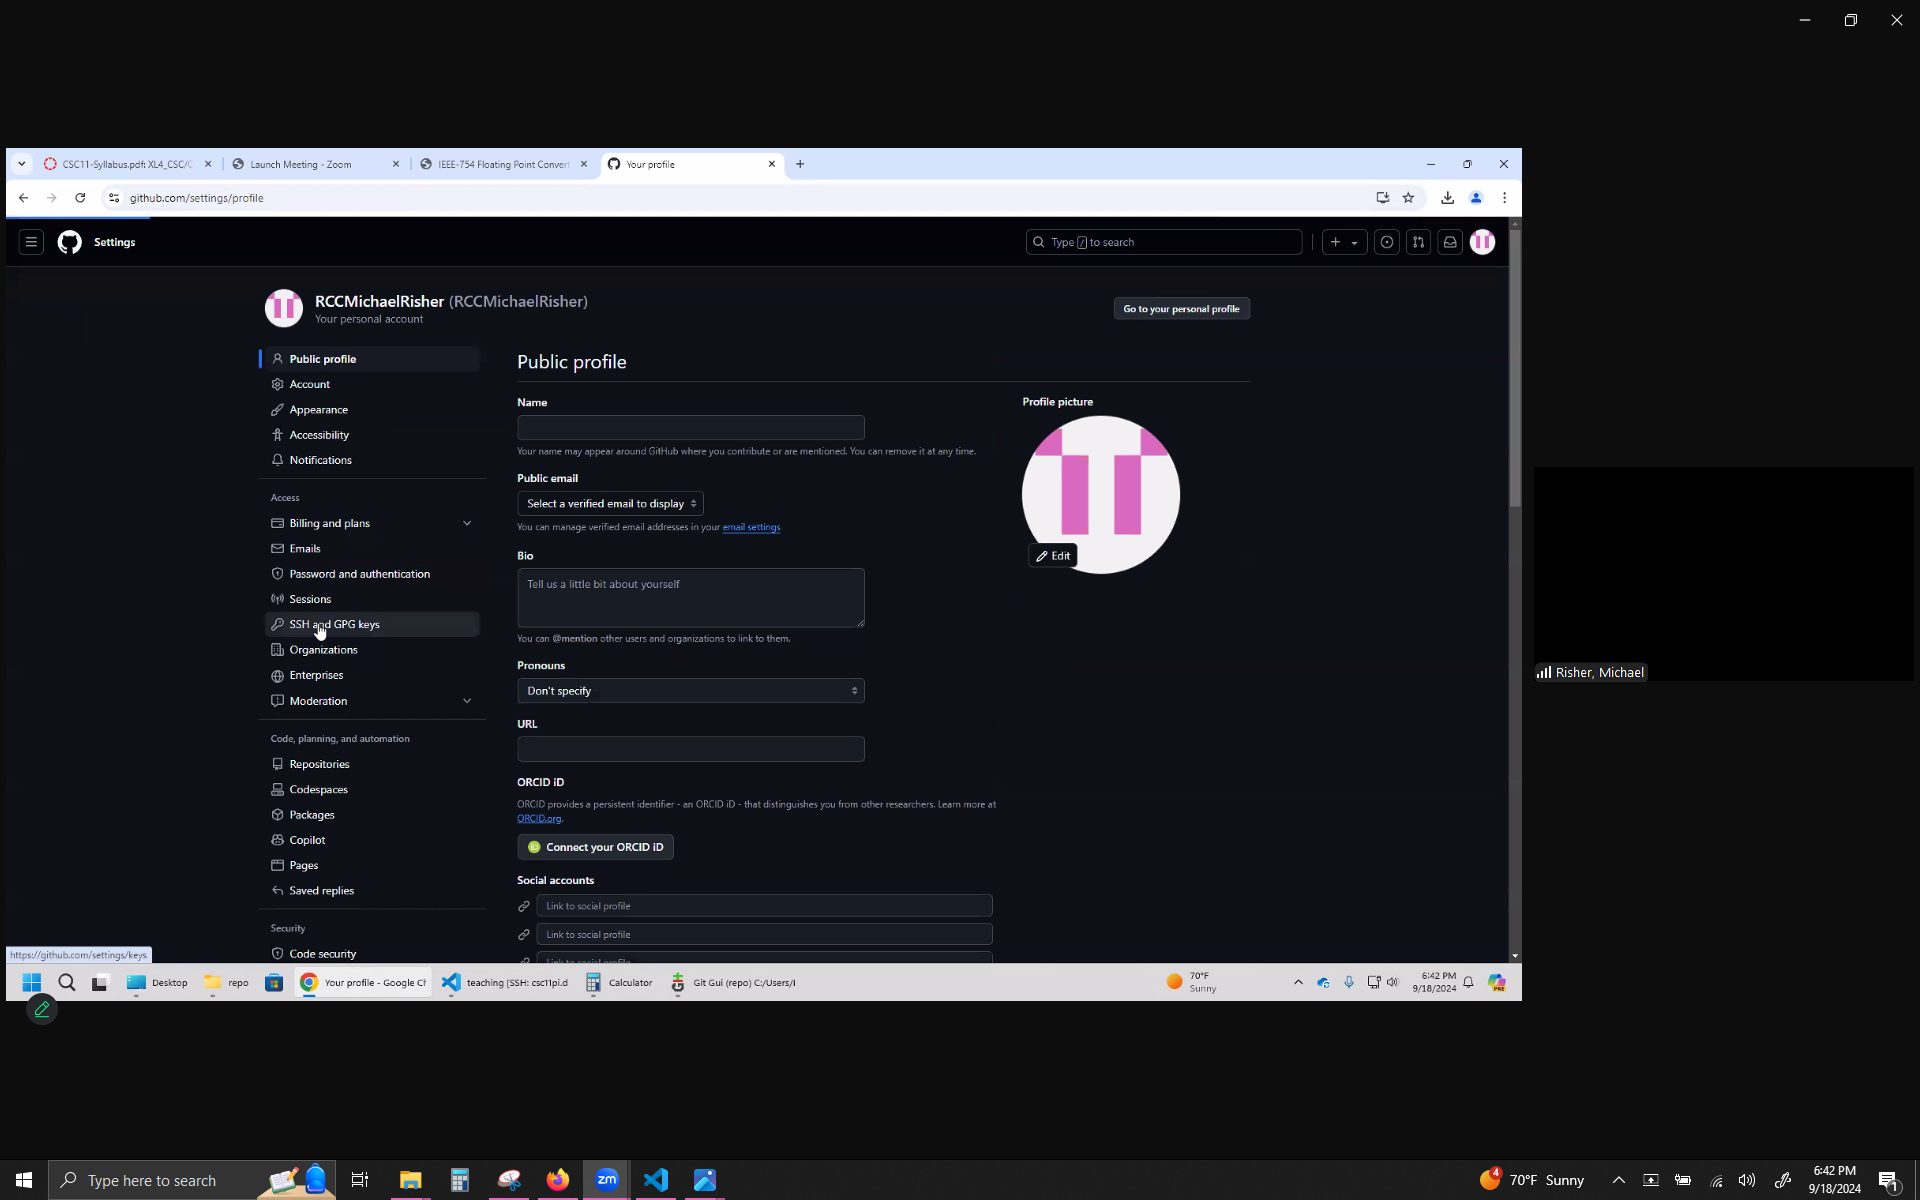 CSC11-Syllabus.pdf: XL4_CSC/C
Launch Meeting - Zoom
IEEE-754 Floating Point Convert
Your profile
github.com/settings/profile
Settings
Type / to search
RCCMichaelRisher (RCCMichaelRisher)
Your personal account
Go to your personal profile
Public profile
Account
Appearance
Accessibility
Notifications
Access
Billing and plans
Emails
Password and authentication
Sessions
SSH and GPG keys
Organizations
Enterprises
Moderation
Code, planning, and automation
Repositories
Codespaces
Packages
Copilot
Pages
Saved replies
Security
Code security
Public profile
Name
Your name may appear around GitHub where you contribute or are mentioned. You can remove it at any time.
Public email
Select a verified email to display
You can manage verified email addresses in your email settings
Bio
Tell us a little bit about yourself
You can @mention other users and organizations to link to them.
Pronouns
Don't specify
URL
ORCID iD
ORCID provides a persistent identifier - an ORCID iD - that distinguishes you from other researchers. Learn more at
ORCID.org.
iD Connect your ORCID iD
Social accounts
Link to social profile
Link to social profile
Link to social profile
Profile picture
Edit
Risher, Michael
https://github.com/settings/keys
Desktop
repo
Your profile - Google Ch
teaching [SSH: csc11pi.d
Calculator
Git Gui (repo) C:/Users/I
70°F
Sunny
6:42 PM
9/18/2024
PRE
Type here to search
zm
4
70°F Sunny
6:42 PM
9/18/2024
1